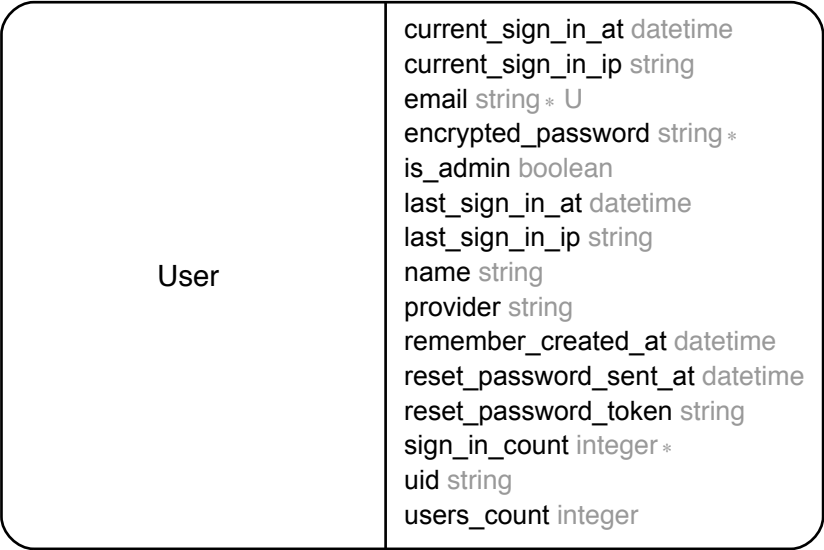 User
current_sign_in_at datetime
current_sign_in_ip string
email string * U
encrypted_password string *
is_admin boolean
last_sign_in_at datetime
last_sign_in_ip string
name string
provider string
remember_created_at datetime
reset_password_sent_at datetime
reset_password_token string
sign_in_count integer *
uid string
users_count integer